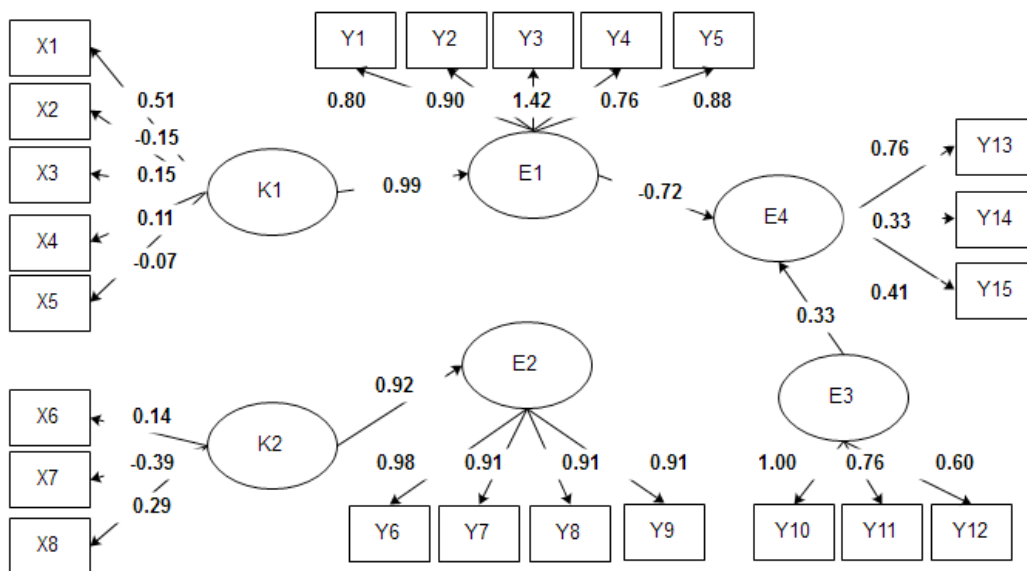 X1
X2
X3
X4
X5
0.51
-0.15
0.15
0.11
-0.07
K1
0.99
Y1
Y2
Y3
Y4
Y5
0.80
0.90
1.42
0.76
0.88
E1
-0.72
E4
0.76
0.33
0.41
Y13
Y14
Y15
0.33
E3
1.00
0.76
0.60
Y10
Y11
Y12
X6
X7
X8
0.14
-0.39
0.29
K2
0.92
E2
0.98
0.91
0.91
0.91
Y6
Y7
Y8
Y9